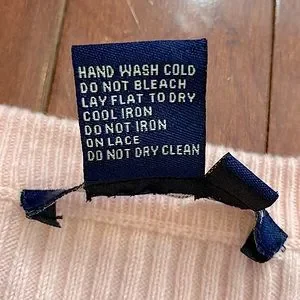 HAND WASH COLD
DO NOT BLEACH
LAY FLAT TO DRY
COOL IRON
DO NOT IRON
ON LACE
DO NOT DRY CLEAN